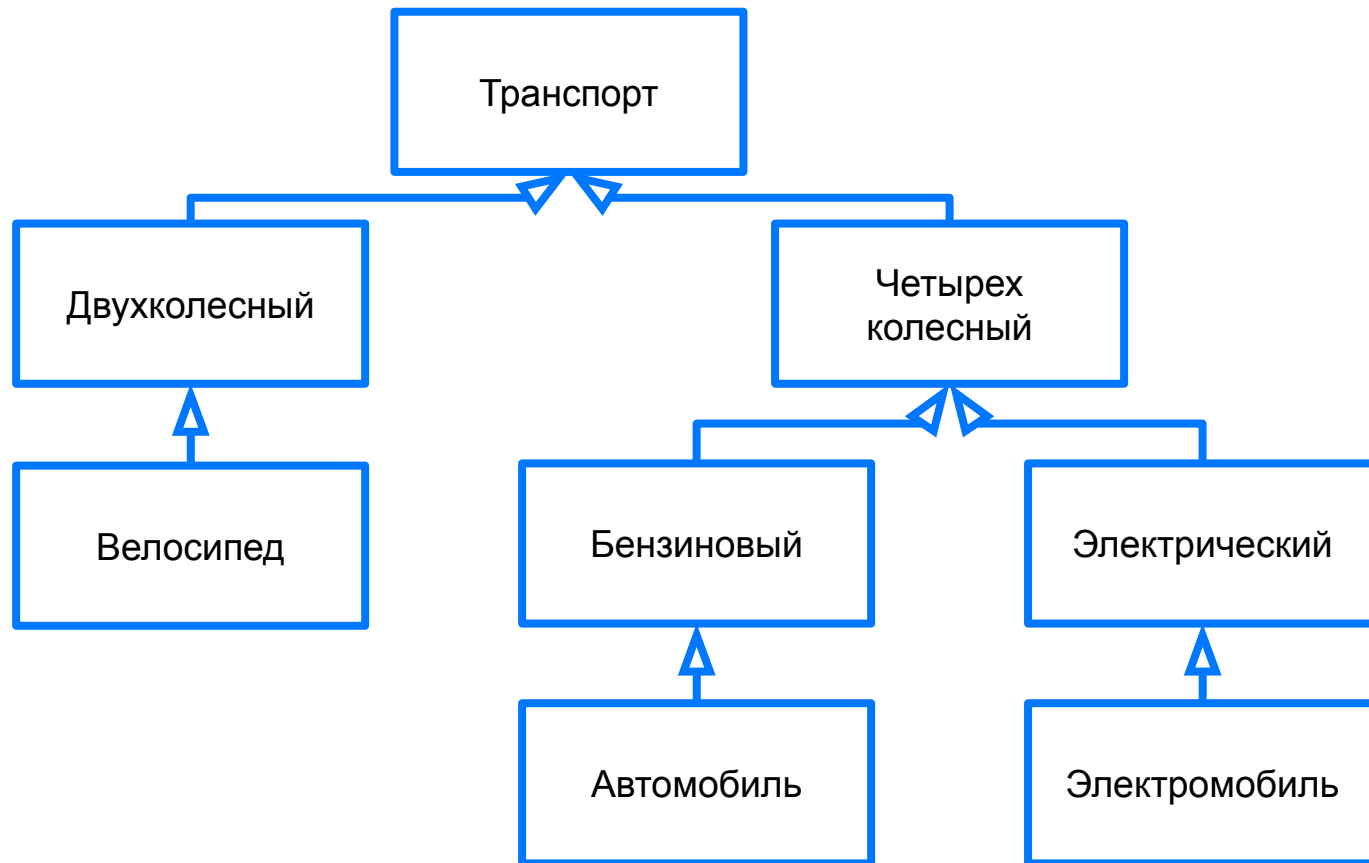 Транспорт
Двухколесный
Четырех
колесный
Велосипед
Бензиновый
Электрический
Автомобиль
Электромобиль